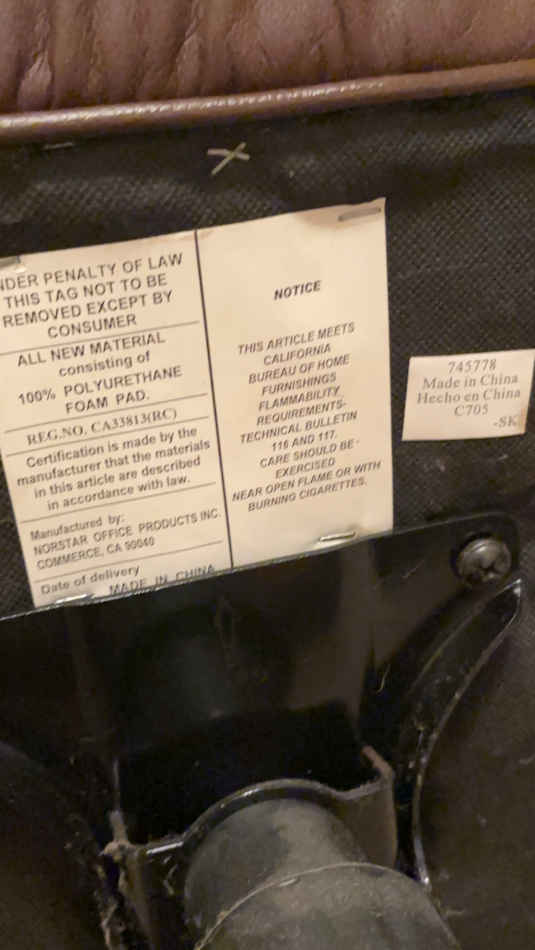 NDER PENALTY OF LAW
THIS TAG NOT TO BE
REMOVED EXCEPT BY
CONSUMER
ALL NEW MATERIAL
consisting of
100% POLYURETHANE
FOAM PAD.
REG.NO. CA33813(RC)
Certification is made by the
manufacturer that the materials
in this article are described
in accordance with law.
Manufactured by:
NORSTAR OFFICE PRODUCTS INC.
COMMERCE, CA 90040
Date of delivery
MADE IN CHINA
NOTICE
THIS ARTICLE MEETS
CALIFORNIA
BUREAU OF HOME
FURNISHINGS
FLAMMABILITY
REQUIREMENTS-
TECHNICAL BULLETIN
116 AND 117.
CARE SHOULD BE -
EXERCISED
NEAR OPEN FLAME OR WITH
BURNING CIGARETTES.
745778
Made in China
Hecho en China
C705
-SK